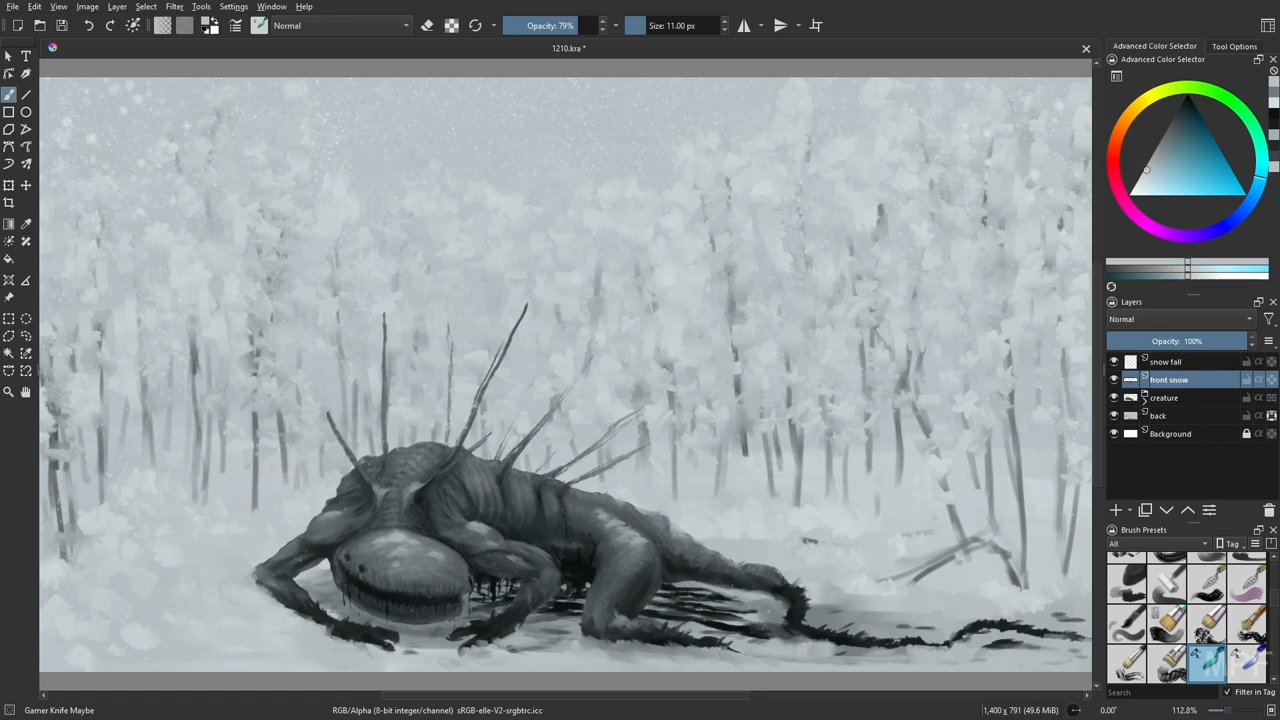 File Edit View Image Layer Select Filter Tools Settings Window Help
Normal
Opacity: 79%
Size: 11.00 px
1210.kra *
Advanced Color Selector Tool Options
Advanced Color Selector
Layers
Normal
Opacity: 100%
snow fall
front snow
creature
back
Background
Brush Presets
All
Tag
Search
Filter in Tag
Gamer Knife Maybe
RGB/Alpha (8-bit integer/channel) sRGB-elle-V2-srgbtrc.icc
1,400 x 791 (49.6 MiB)
0.00°
112.8%